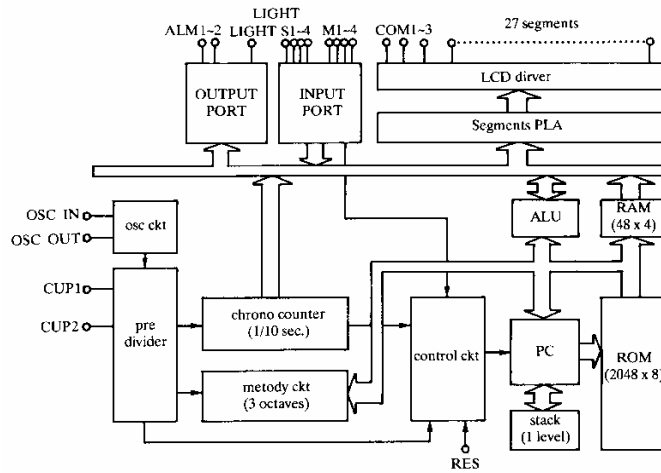 LIGHT
ALM1~2
LIGHT
S1~4
M1~4
COM1~3
27 segments
OUTPUT
PORT
INPUT
PORT
LCD dirver
Segments PLA
OSC IN
OSC OUT
osc ckt
ALU
RAM
(48 x 4)
CUP1
CUP2
pre
divider
chrono counter
(1/10 sec.)
control ckt
PC
ROM
(2048 x 8)
metody ckt
(3 octaves)
stack
(1 level)
RES